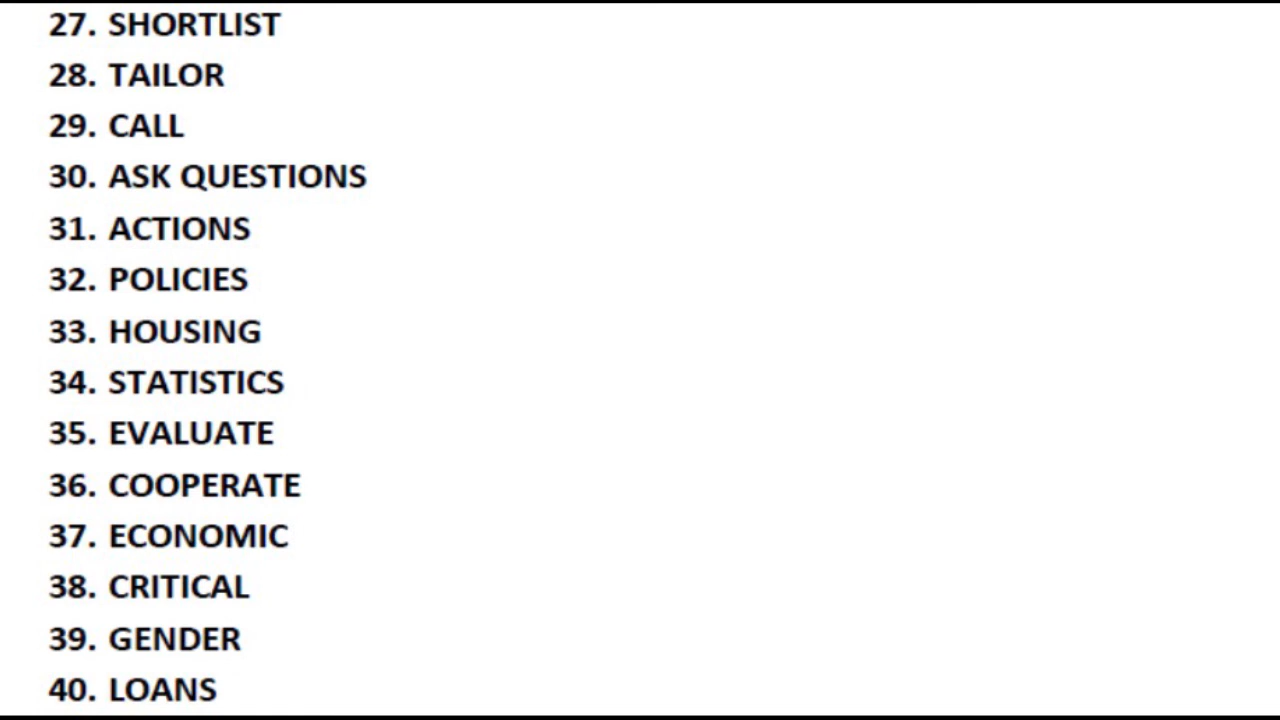 27. SHORTLIST
28. TAILOR
29. CALL
30. ASK QUESTIONS
31. ACTIONS
32. POLICIES
33. HOUSING
34. STATISTICS
35. EVALUATE
36. COOPERATE
37. ECONOMIC
38. CRITICAL
39. GENDER
40. LOANS